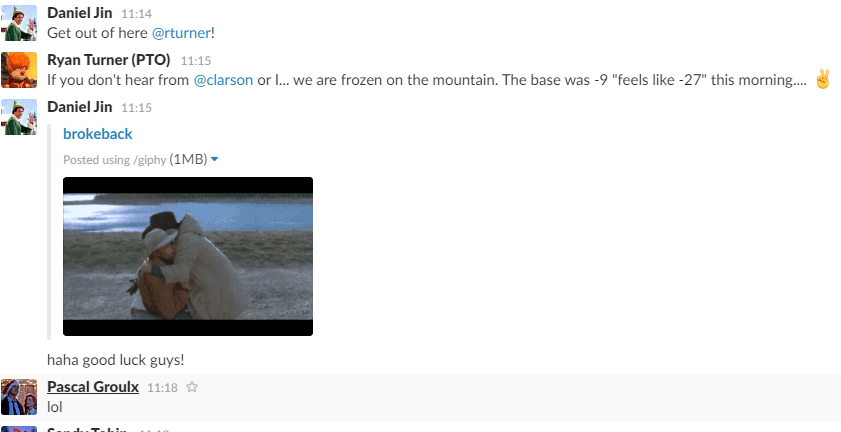 Daniel Jin 11:14
Get out of here @rturner!
Ryan Turner (PTO) 11:15
If you don't hear from @clarson or I... we are frozen on the mountain. The base was -9 "feels like -27" this morning.... ✌
Daniel Jin 11:15
brokeback
Posted using /giphy (1MB)
haha good luck guys!
Pascal Groulx 11:18
lol